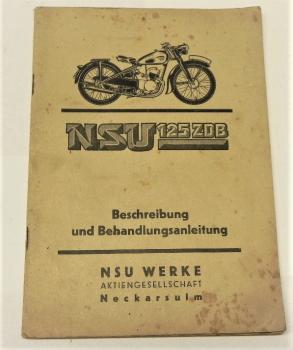 NSU 125 ZDB
Beschreibung
und Behandlungsanleitung
NSU WERKE
AKTIENGESELLSCHAFT
Neckarsulm